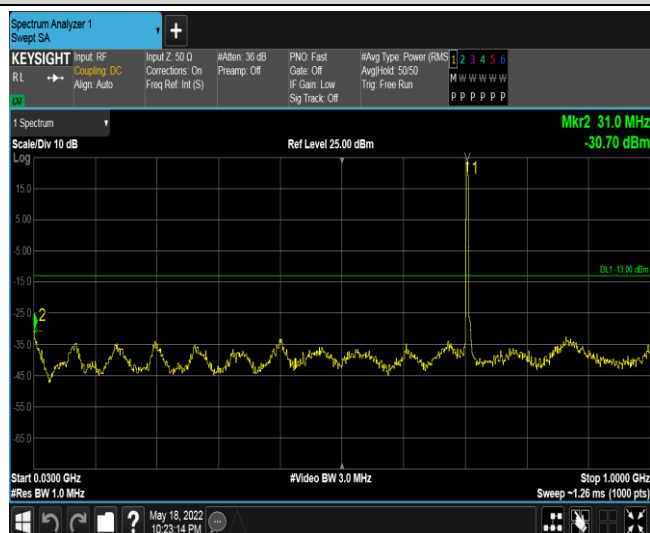 Spectrum Analyzer 1
Swept SA
+
KEYSIGHT
RL
Input: RF
Coupling: DC
Align: Auto
Input Z: 50 Ω
Corrections: On
Freq Ref: Int (S)
#Atten: 36 dB
Preamp: Off
PNO: Fast
Gate: Off
IF Gain: Low
Sig Track: Off
#Avg Type: Power (RMS
Avg|Hold: 50/50
Trig: Free Run
1 2 3 4 5 6
M W W W W W
P P P P P P
1 Spectrum
Mkr2 31.0 MHz
-30.70 dBm
Scale/Div 10 dB
Ref Level 25.00 dBm
Log
15.0
5.00
-5.00
-15.0
-25.0
-35.0
-45.0
-55.0
-65.0
1
2
DL1 -13.00 dBm
Start 0.0300 GHz
#Res BW 1.0 MHz
#Video BW 3.0 MHz
Stop 1.0000 GHz
Sweep ~1.26 ms (1000 pts)
?
May 18, 2022
10:23:14 PM